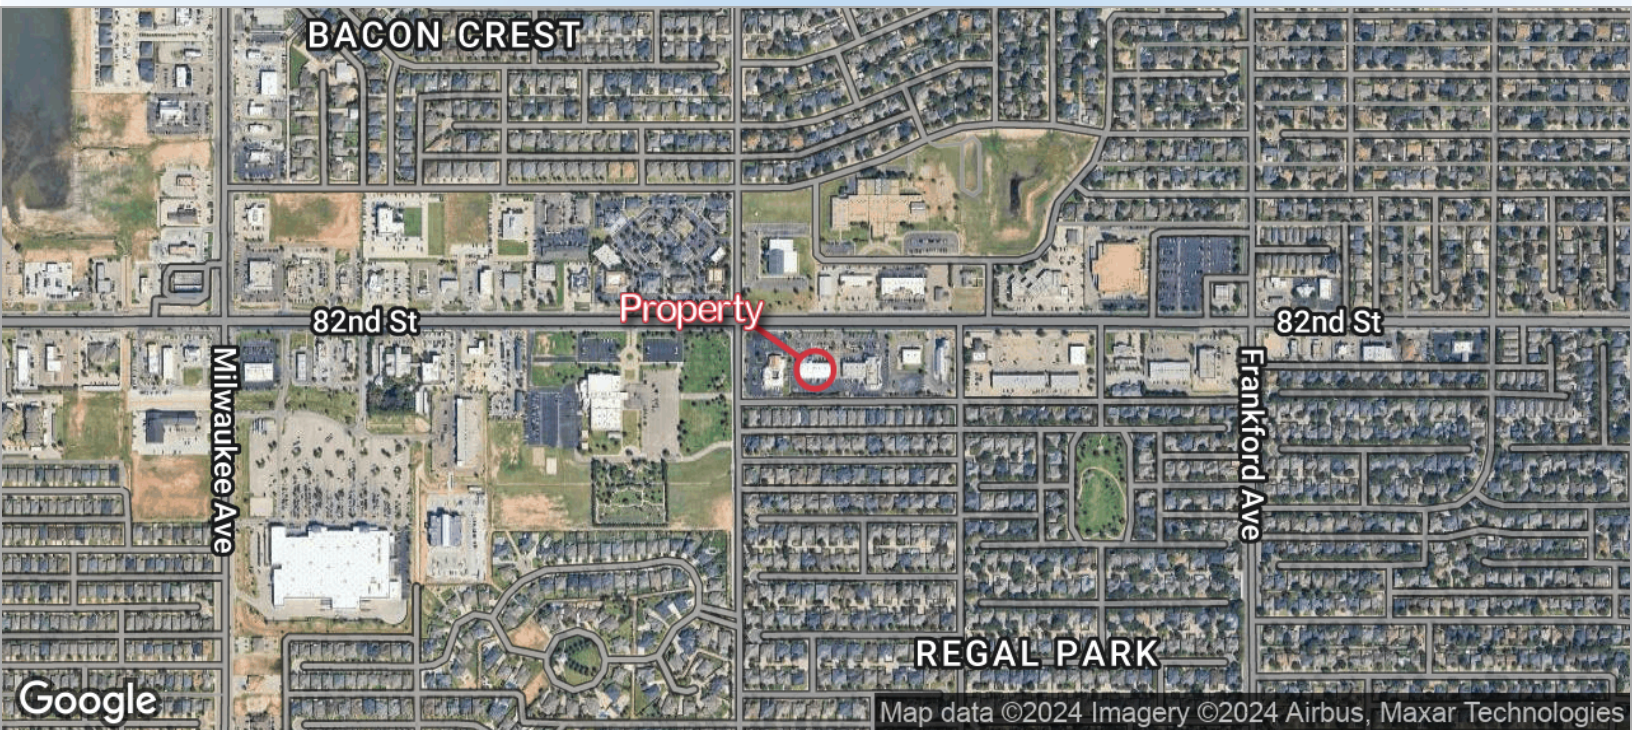 BACON CREST
Property
82nd St
82nd St
Milwaukee Ave
Frankford Ave
REGAL PARK
Google
Map data ©2024 Imagery ©2024 Airbus, Maxar Technologies